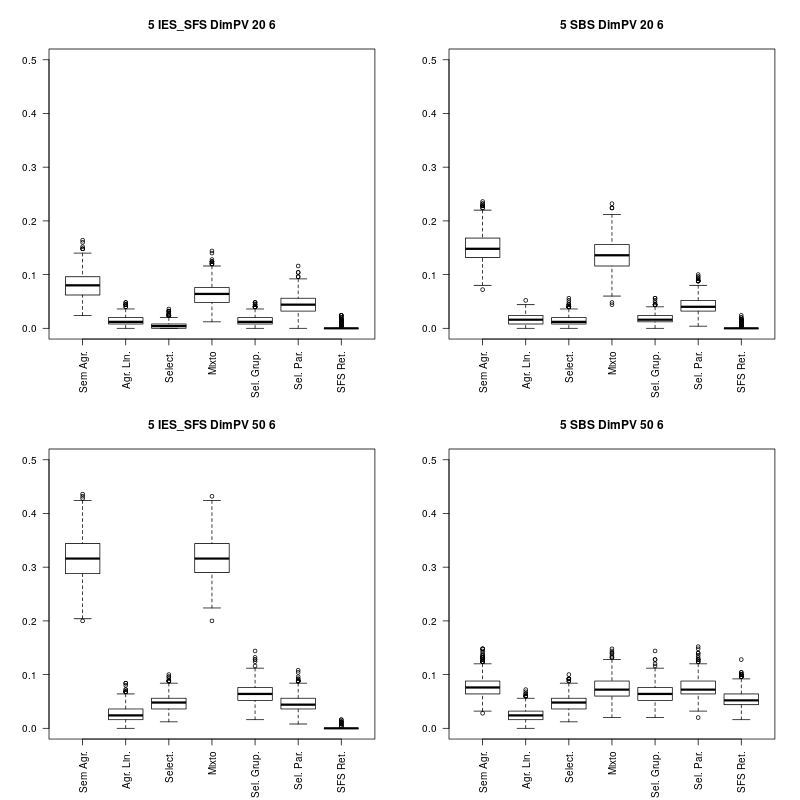 5 IES_SFS DimPV 20 6
0.5
0.4
0.3
0.2
0.1
0.0
Sem Agr.
Agr. Lin.
Select.
Mixto
Sel. Grup.
Sel. Par.
SFS Ret.
5 SBS DimPV 20 6
0.5
0.4
0.3
0.2
0.1
0.0
Sem Agr.
Agr. Lin.
Select.
Mixto
Sel. Grup.
Sel. Par.
SFS Ret.
5 IES_SFS DimPV 50 6
0.5
0.4
0.3
0.2
0.1
0.0
Sem Agr.
Agr. Lin.
Select.
Mixto
Sel. Grup.
Sel. Par.
SFS Ret.
5 SBS DimPV 50 6
0.5
0.4
0.3
0.2
0.1
0.0
Sem Agr.
Agr. Lin.
Select.
Mixto
Sel. Grup.
Sel. Par.
SFS Ret.